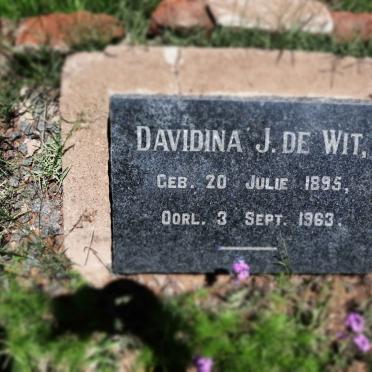 DAVIDINA J. DE WIT,
GEB. 20 JULIE 1895,
OORL. 3 SEPT. 1963.